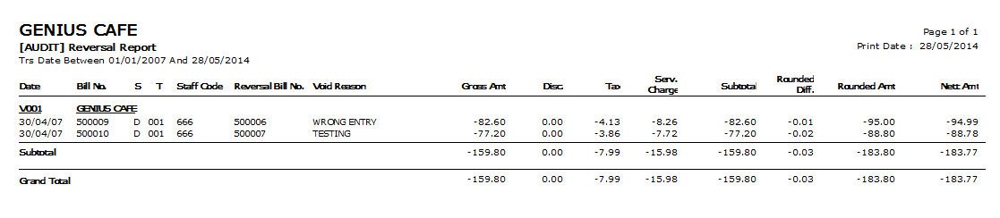 GENIUS CAFE
Page 1 of 1
[AUDIT] Reversal Report
Print Date : 28/05/2014
Trs Date Between 01/01/2007 And 28/05/2014
Date Bill No. S T Staff Code Reversal Bill No. Void Reason Gross Amt Disc. Tax Serv. Charge Subtotal Rounded Diff. Rounded Amt Nett Amt
V001 GENIUS CAFE
30/04/07 500009 D 001 666 500006 WRONG ENTRY -82.60 0.00 -4.13 -8.26 -82.60 -0.01 -95.00 -94.99
30/04/07 500010 D 001 666 500007 TESTING -77.20 0.00 -3.86 -7.72 -77.20 -0.02 -88.80 -88.78
Subtotal -159.80 0.00 -7.99 -15.98 -159.80 -0.03 -183.80 -183.77
Grand Total -159.80 0.00 -7.99 -15.98 -159.80 -0.03 -183.80 -183.77